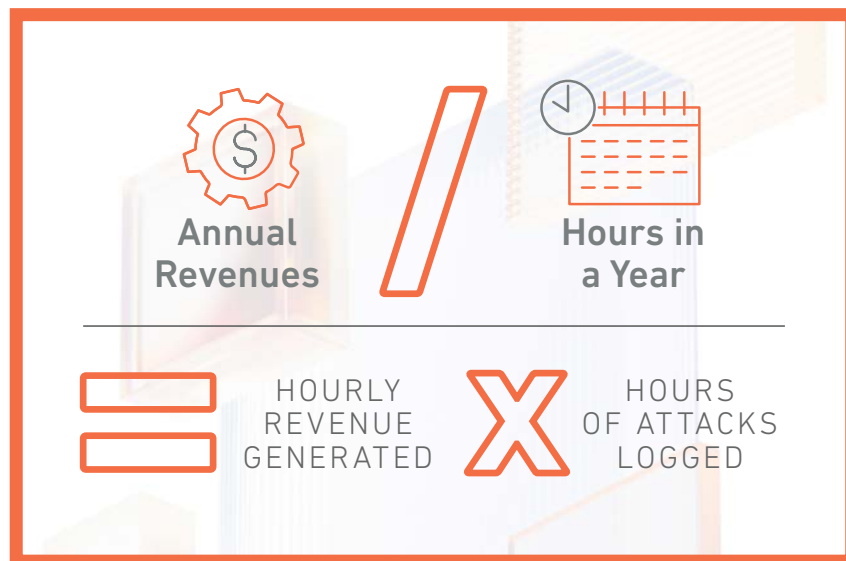 $
Annual
Revenues
/
Hours in
a Year
=
HOURLY
REVENUE
GENERATED
X
HOURS
OF ATTACKS
LOGGED